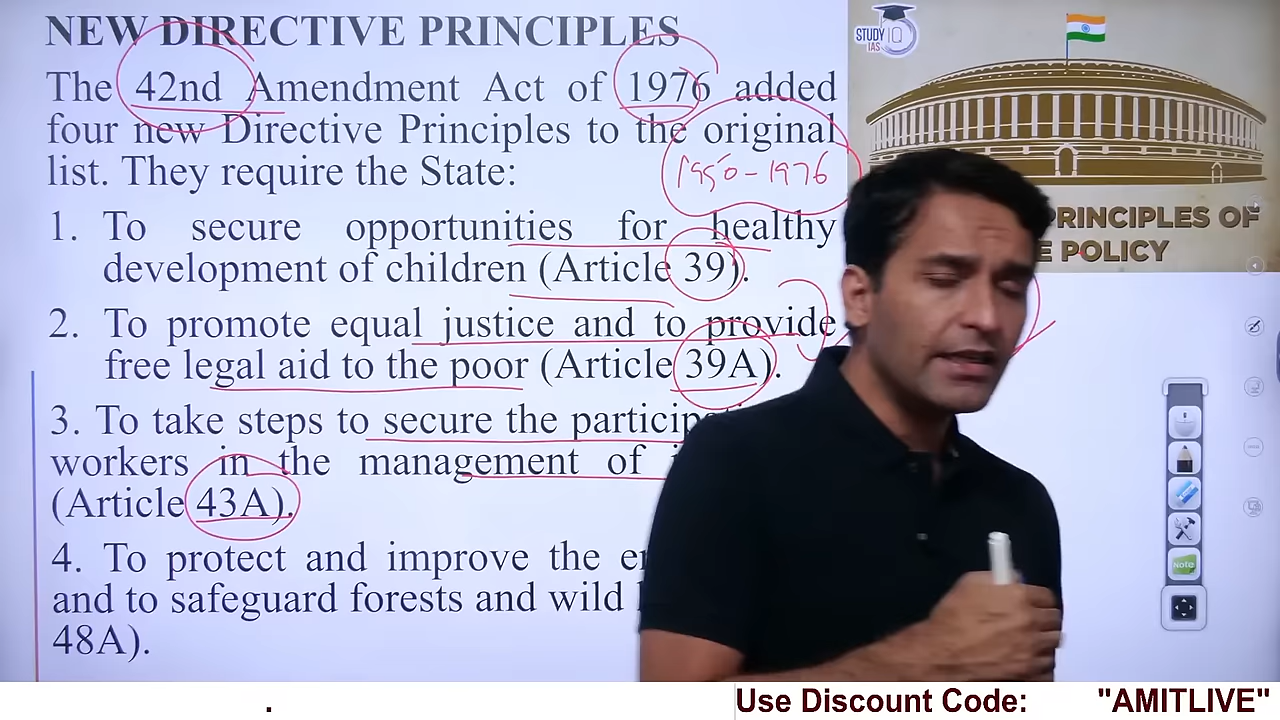 NEW DIRECTIVE PRINCIPLES
The 42nd Amendment Act of 1976 added
four new Directive Principles to the original
list. They require the State:
1950-1976
1. To secure opportunities for healthy
development of children (Article 39).
2. To promote equal justice and to provide
free legal aid to the poor (Article 39A).
3. To take steps to secure the
workers in the management of
(Article 43A).
4. To protect and improve the
and to safeguard forests and wild
48A).
STUDY IQ
IAS
PRINCIPLES OF
POLICY
Note
.
Use Discount Code: "AMITLIVE"